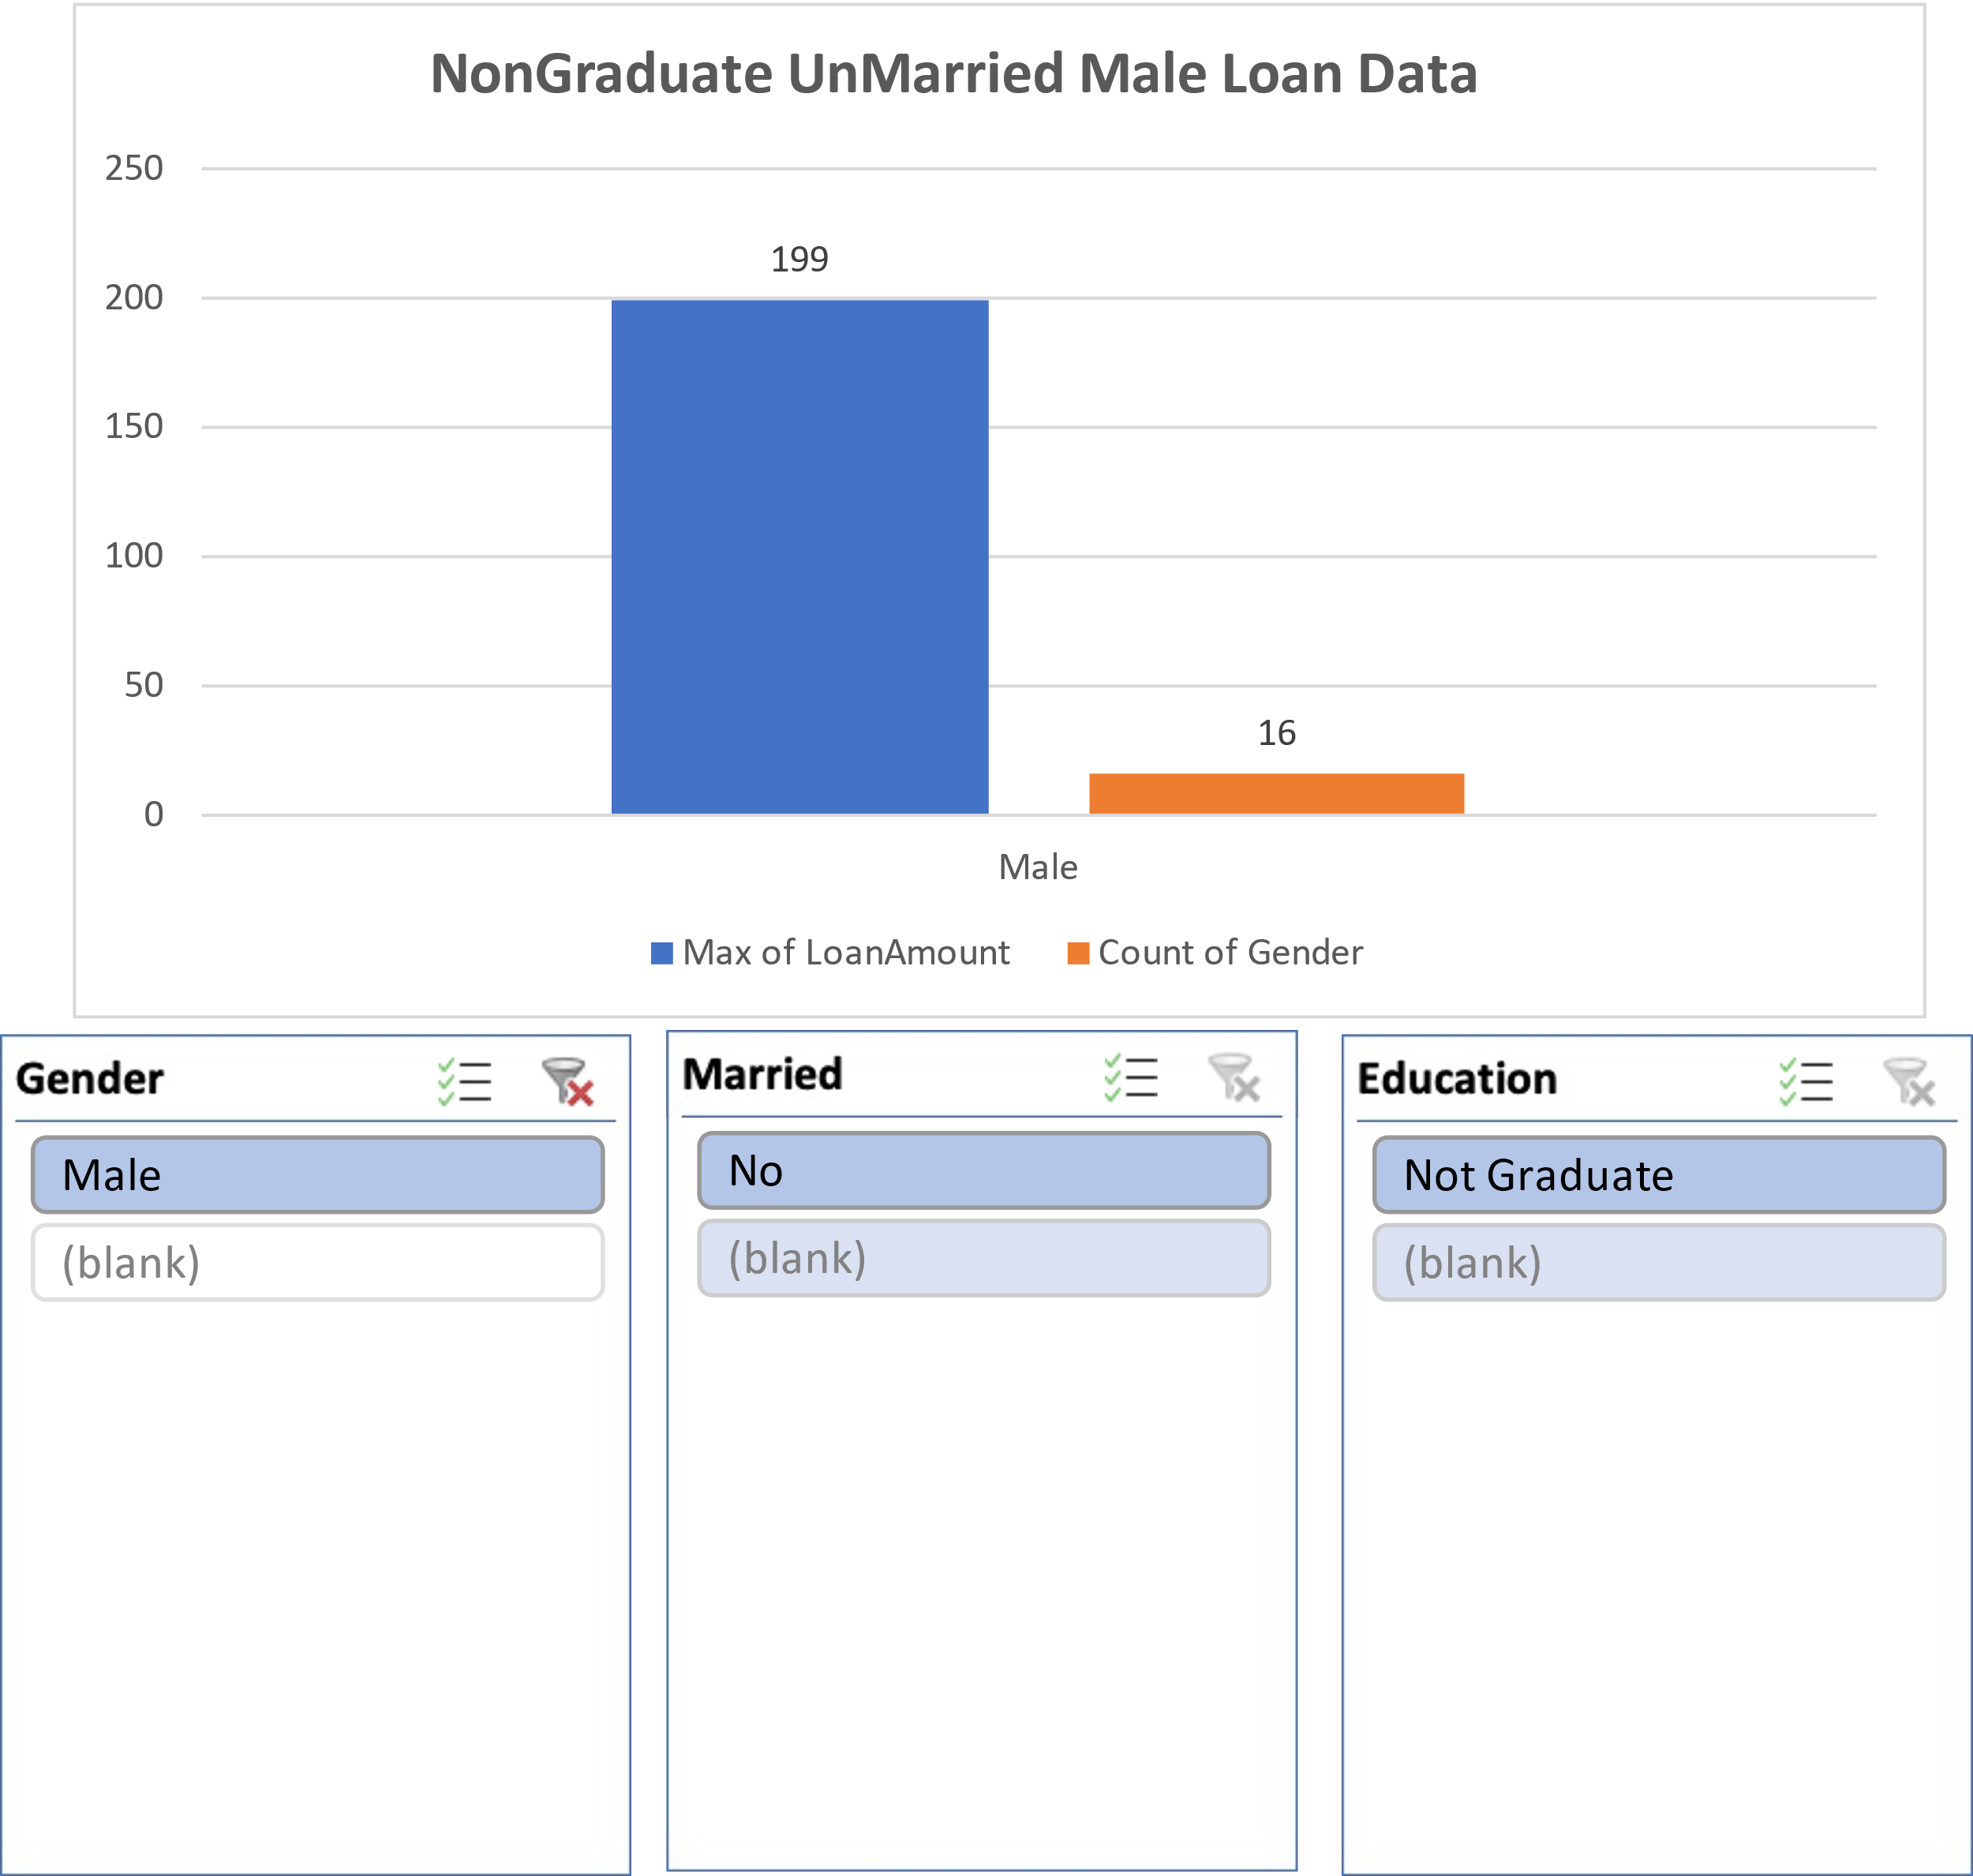 NonGraduate UnMarried Male Loan Data
250
200
150
100
50
0
199
16
Male
Max of LoanAmount
Count of Gender
Gender
Male
(blank)
Married
No
(blank)
Education
Not Graduate
(blank)